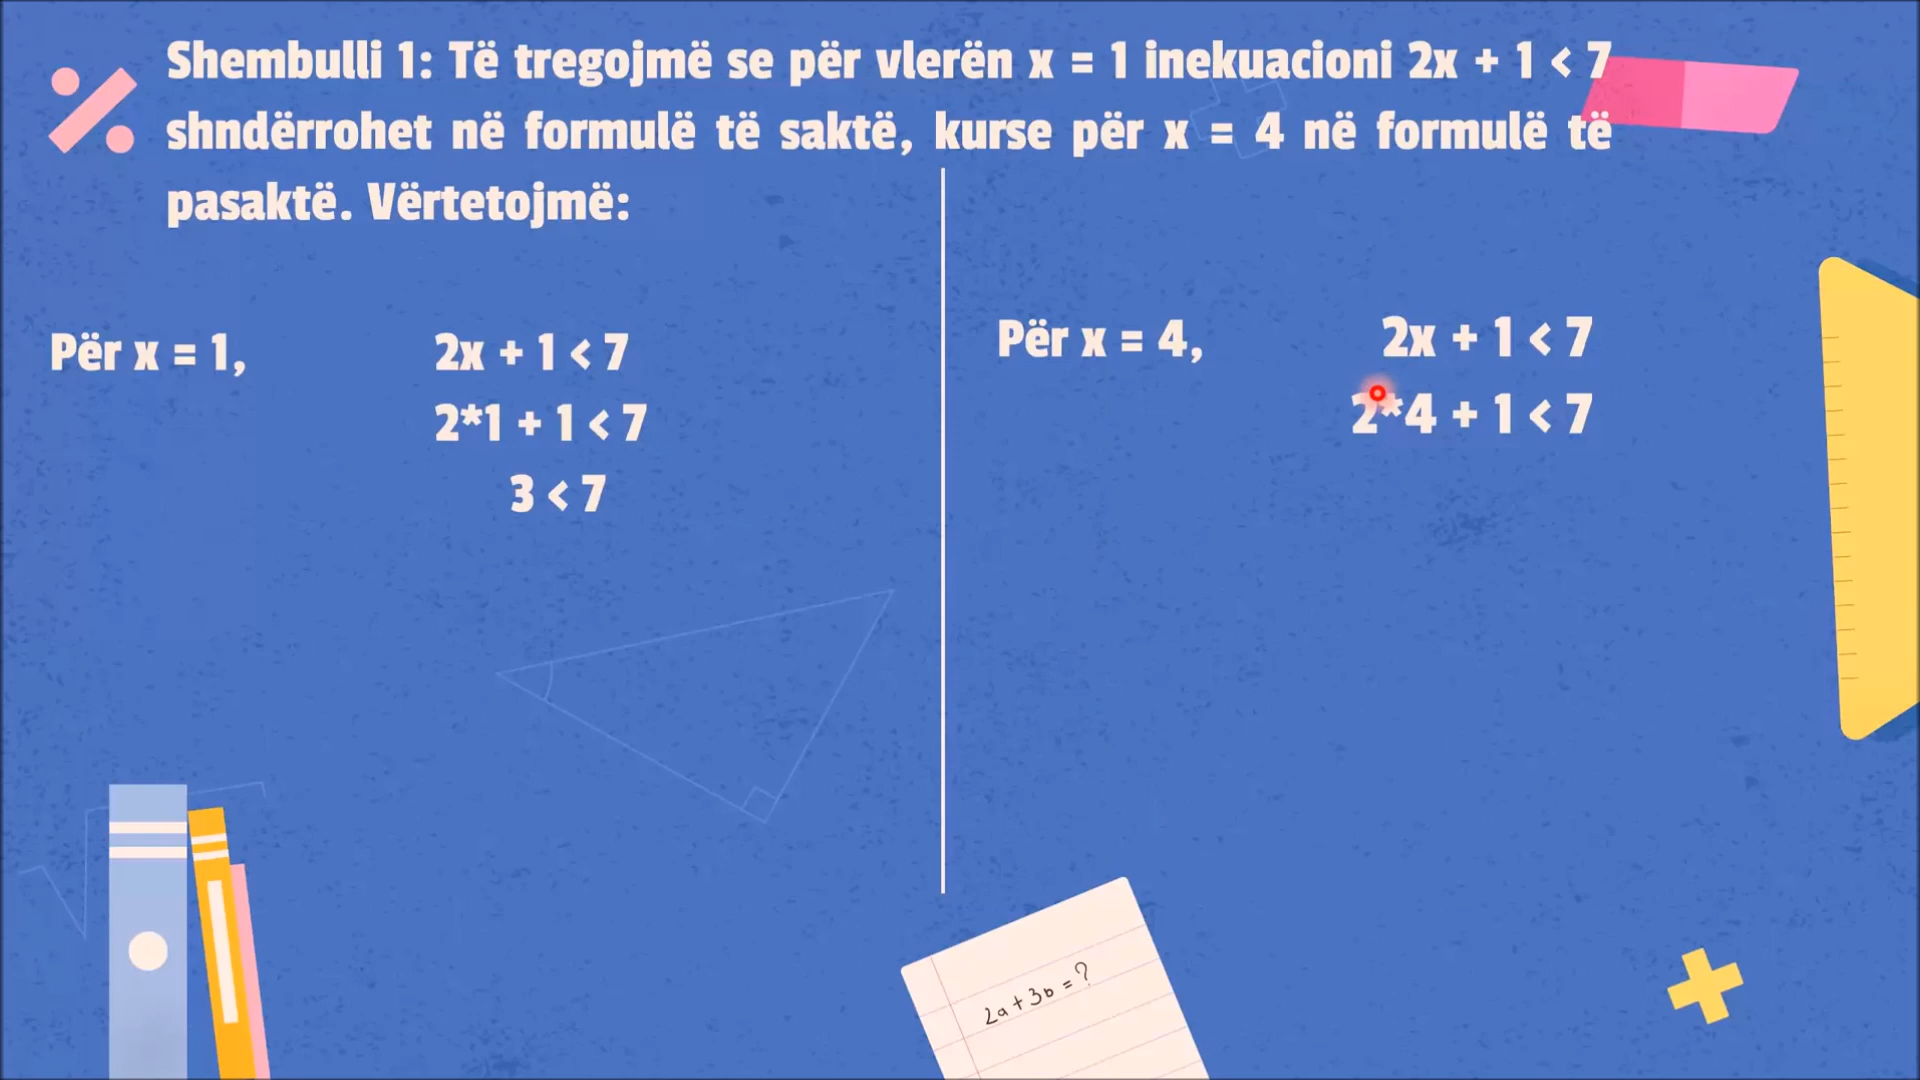 Shembulli 1: Të tregojmë se për vlerën x = 1 inekuacioni 2x + 1 < 7
shndërrohet në formulë të saktë, kurse për x = 4 në formulë të
pasaktë. Vërtetojmë:
Për x = 1,
2x + 1 < 7
2*1 + 1 < 7
3 < 7
Për x = 4,
2x + 1 < 7
2*4 + 1 < 7
2a + 3b = ?